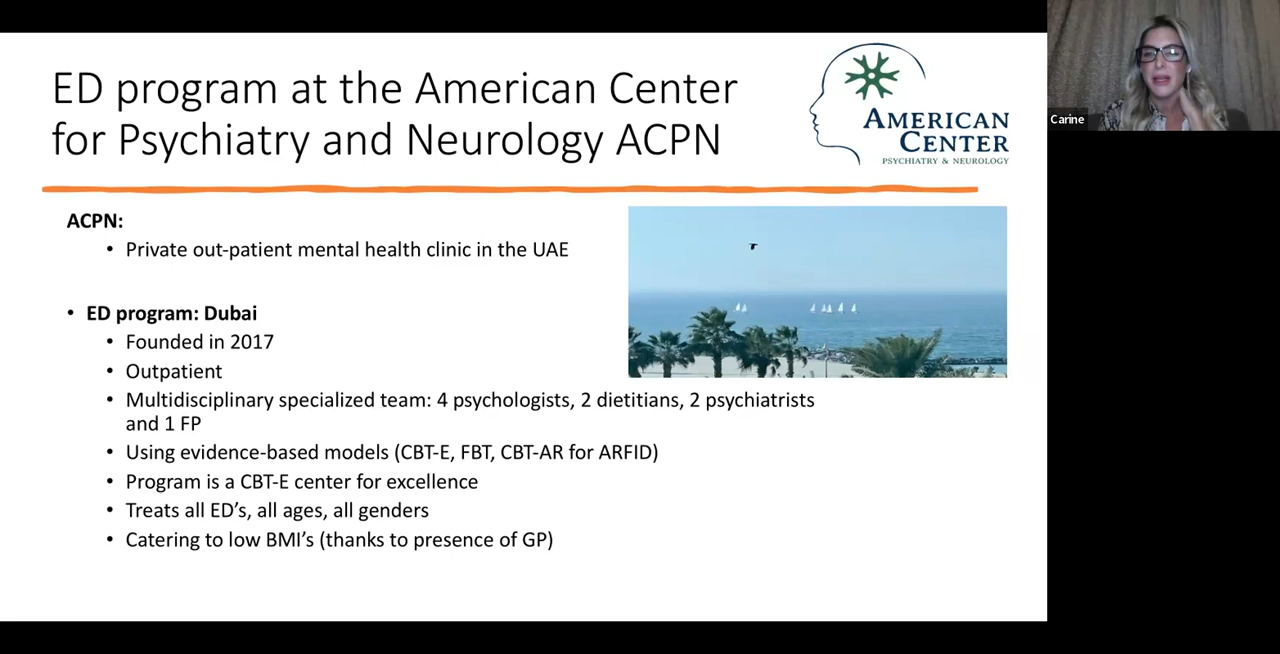 ED program at the American Center
for Psychiatry and Neurology ACPN
AMERICAN
CENTER
PSYCHIATRY & NEUROLOGY
Carine
ACPN:
• Private out-patient mental health clinic in the UAE
• ED program: Dubai
• Founded in 2017
• Outpatient
• Multidisciplinary specialized team: 4 psychologists, 2 dietitians, 2 psychiatrists
and 1 FP
• Using evidence-based models (CBT-E, FBT, CBT-AR for ARFID)
• Program is a CBT-E center for excellence
• Treats all ED’s, all ages, all genders
• Catering to low BMI’s (thanks to presence of GP)